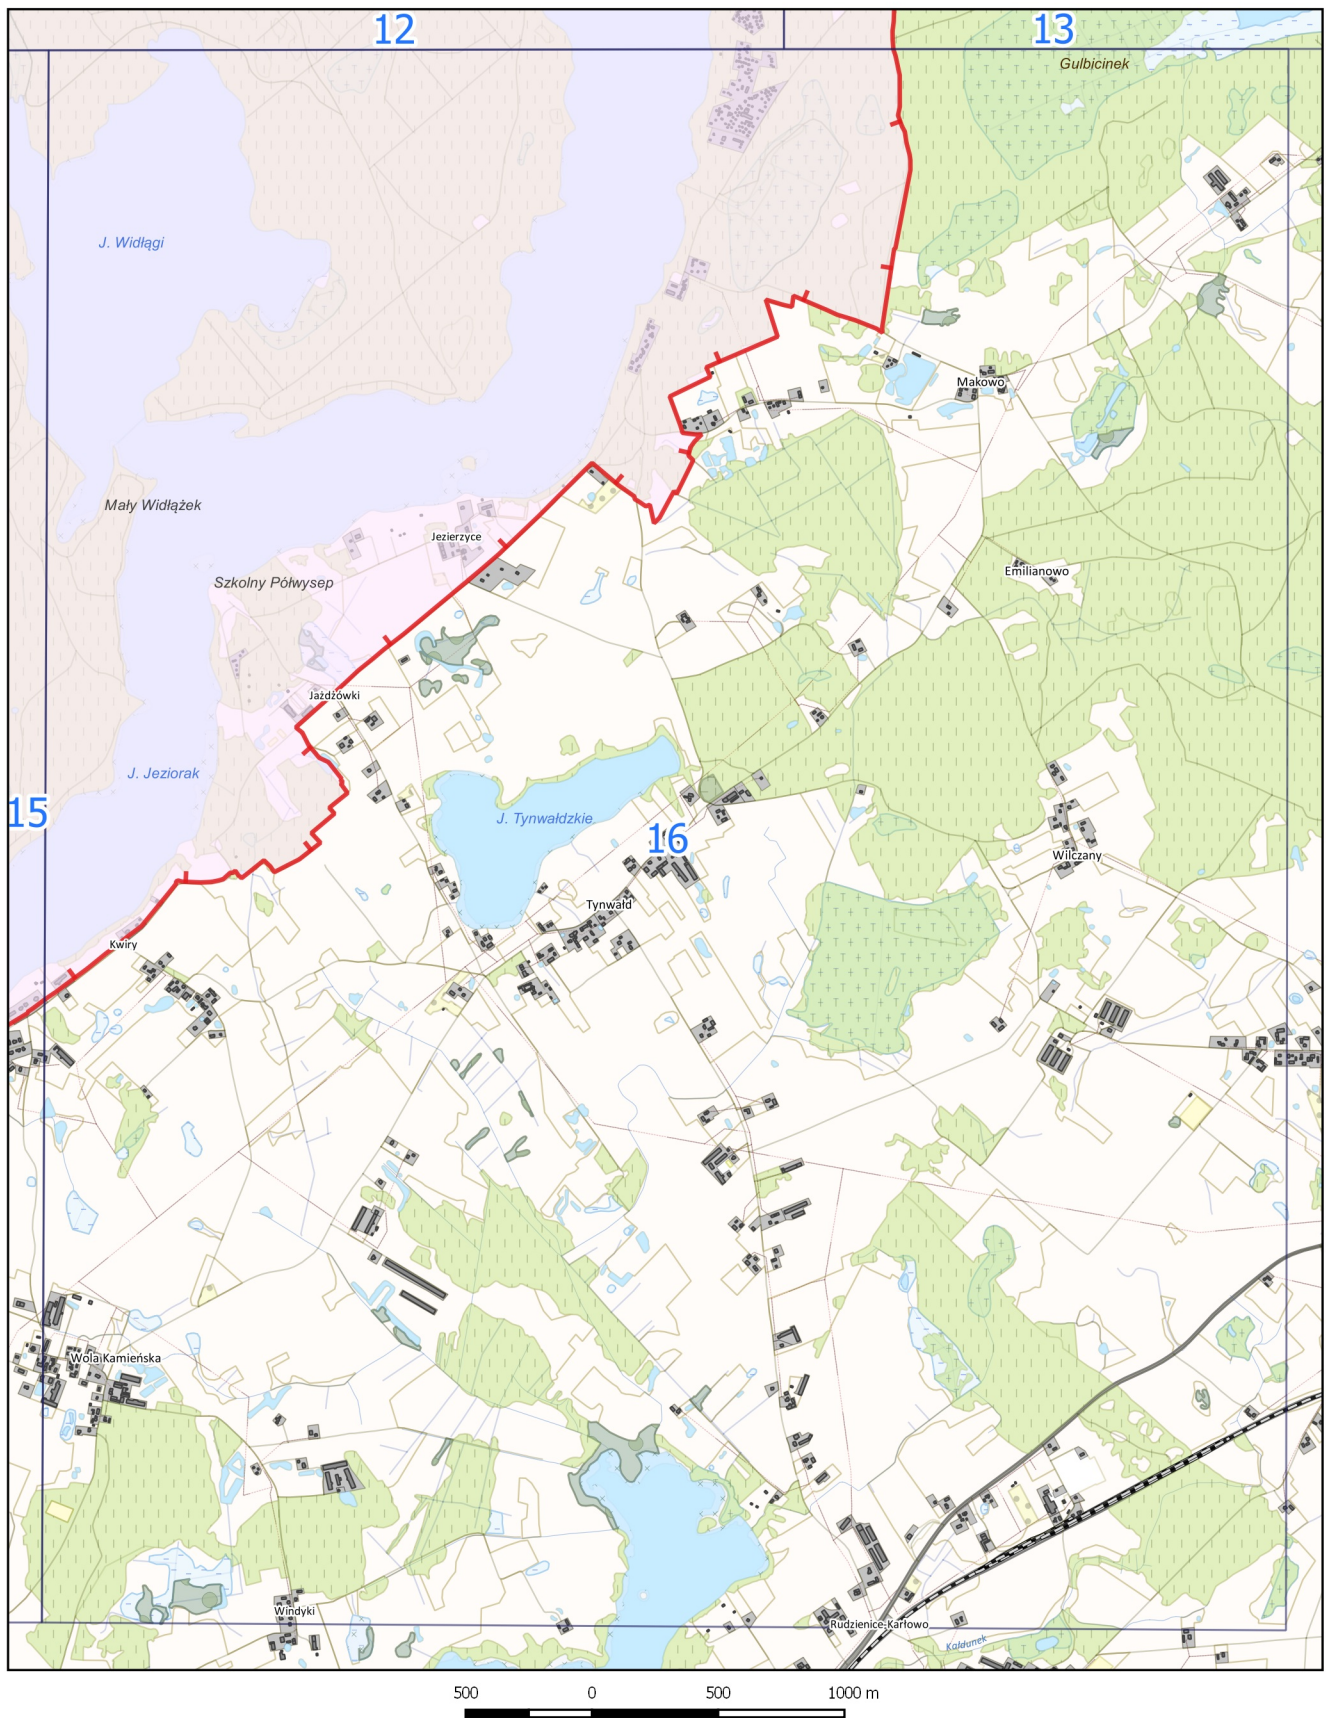 12
13
Gulbicinek
J. Widłągi
Makowo
Mały Widłążek
Jezierzyce
Emilianowo
Szkolny Półwysep
Jażdżówki
J. Jeziorak
15
J. Tynwałdzkie
16
Wilczany
Tynwałd
Kwiry
Wola Kamieńska
Windyki
Rudzienice-Karłowo
Kałdunek
500 0 500 1000 m